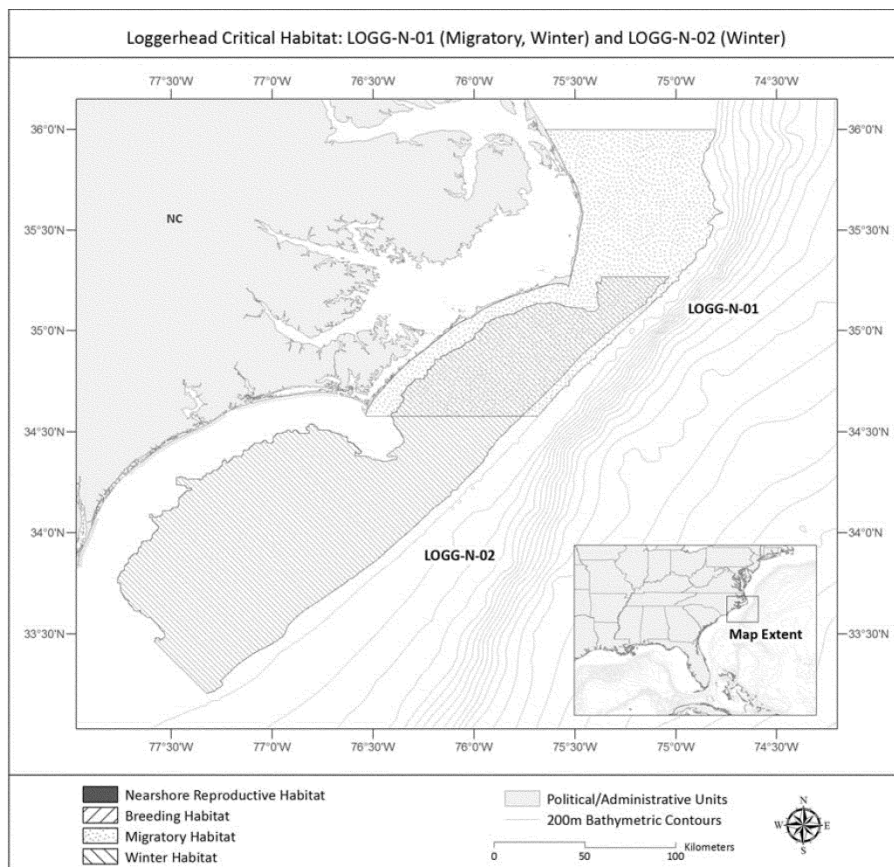 Loggerhead Critical Habitat: LOGG-N-01 (Migratory, Winter) and LOGG-N-02 (Winter)
77°30'W 77°0'W 76°30'W 76°0'W 75°30'W 75°0'W 74°30'W
36°0'N 36°0'N
NC
35°30'N 35°30'N
35°0'N 35°0'N
LOGG-N-01
34°30'N 34°30'N
34°0'N 34°0'N
LOGG-N-02
33°30'N 33°30'N
Map Extent
77°30'W 77°0'W 76°30'W 76°0'W 75°30'W 75°0'W 74°30'W
Nearshore Reproductive Habitat
Breeding Habitat
Migratory Habitat
Winter Habitat
Political/Administrative Units
200m Bathymetric Contours
Kilometers
0 50 100
N
W E
S